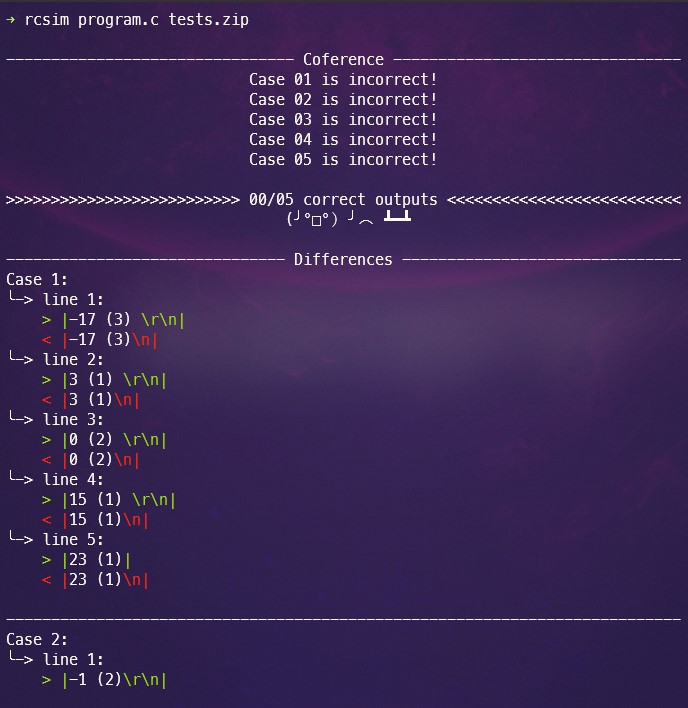 → rcsim program.c tests.zip
──────────────────────────────── Coference ────────────────────────────────
Case 01 is incorrect!
Case 02 is incorrect!
Case 03 is incorrect!
Case 04 is incorrect!
Case 05 is incorrect!
>>>>>>>>>>>>>>>>>>>>>>>>>> 00/05 correct outputs <<<<<<<<<<<<<<<<<<<<<<<<<<
(╯°□°) ╯︵ ┻━┻
─────────────────────────────── Differences ───────────────────────────────
Case 1:
╰─> line 1:
> |-17 (3) \r\n|
< |-17 (3)\n|
╰─> line 2:
> |3 (1) \r\n|
< |3 (1)\n|
╰─> line 3:
> |0 (2) \r\n|
< |0 (2)\n|
╰─> line 4:
> |15 (1) \r\n|
< |15 (1)\n|
╰─> line 5:
> |23 (1)|
< |23 (1)\n|
───────────────────────────────────────────────────────────────────────────
Case 2:
╰─> line 1:
> |-1 (2)\r\n|